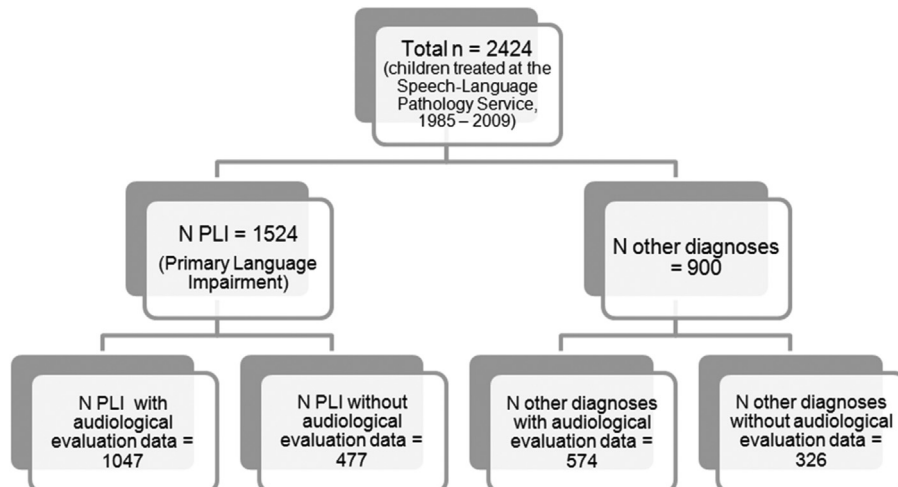 Total n = 2424
(children treated at the
Speech-Language
Pathology Service,
1985 – 2009)
N PLI = 1524
(Primary Language
Impairment)
N other diagnoses
= 900
N PLI with
audiological
evaluation data =
1047
N PLI without
audiological
evaluation data =
477
N other diagnoses
with audiological
evaluation data =
574
N other diagnoses
without audiological
evaluation data =
326